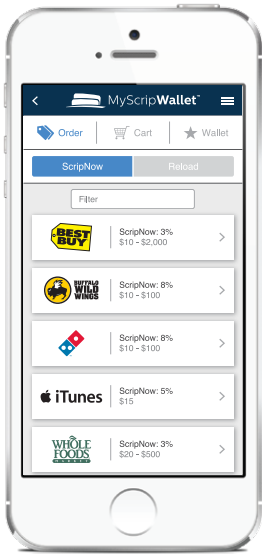 MyScripWallet™
Order
Cart
Wallet
ScripNow
Reload
Filter
BEST BUY
ScripNow: 3%
$10 - $2,000
BUFFALO WILD WINGS
ScripNow: 8%
$10 - $100
ScripNow: 8%
$10 - $100
iTunes
ScripNow: 5%
$15
WHOLE FOODS MARKET
ScripNow: 3%
$20 - $500